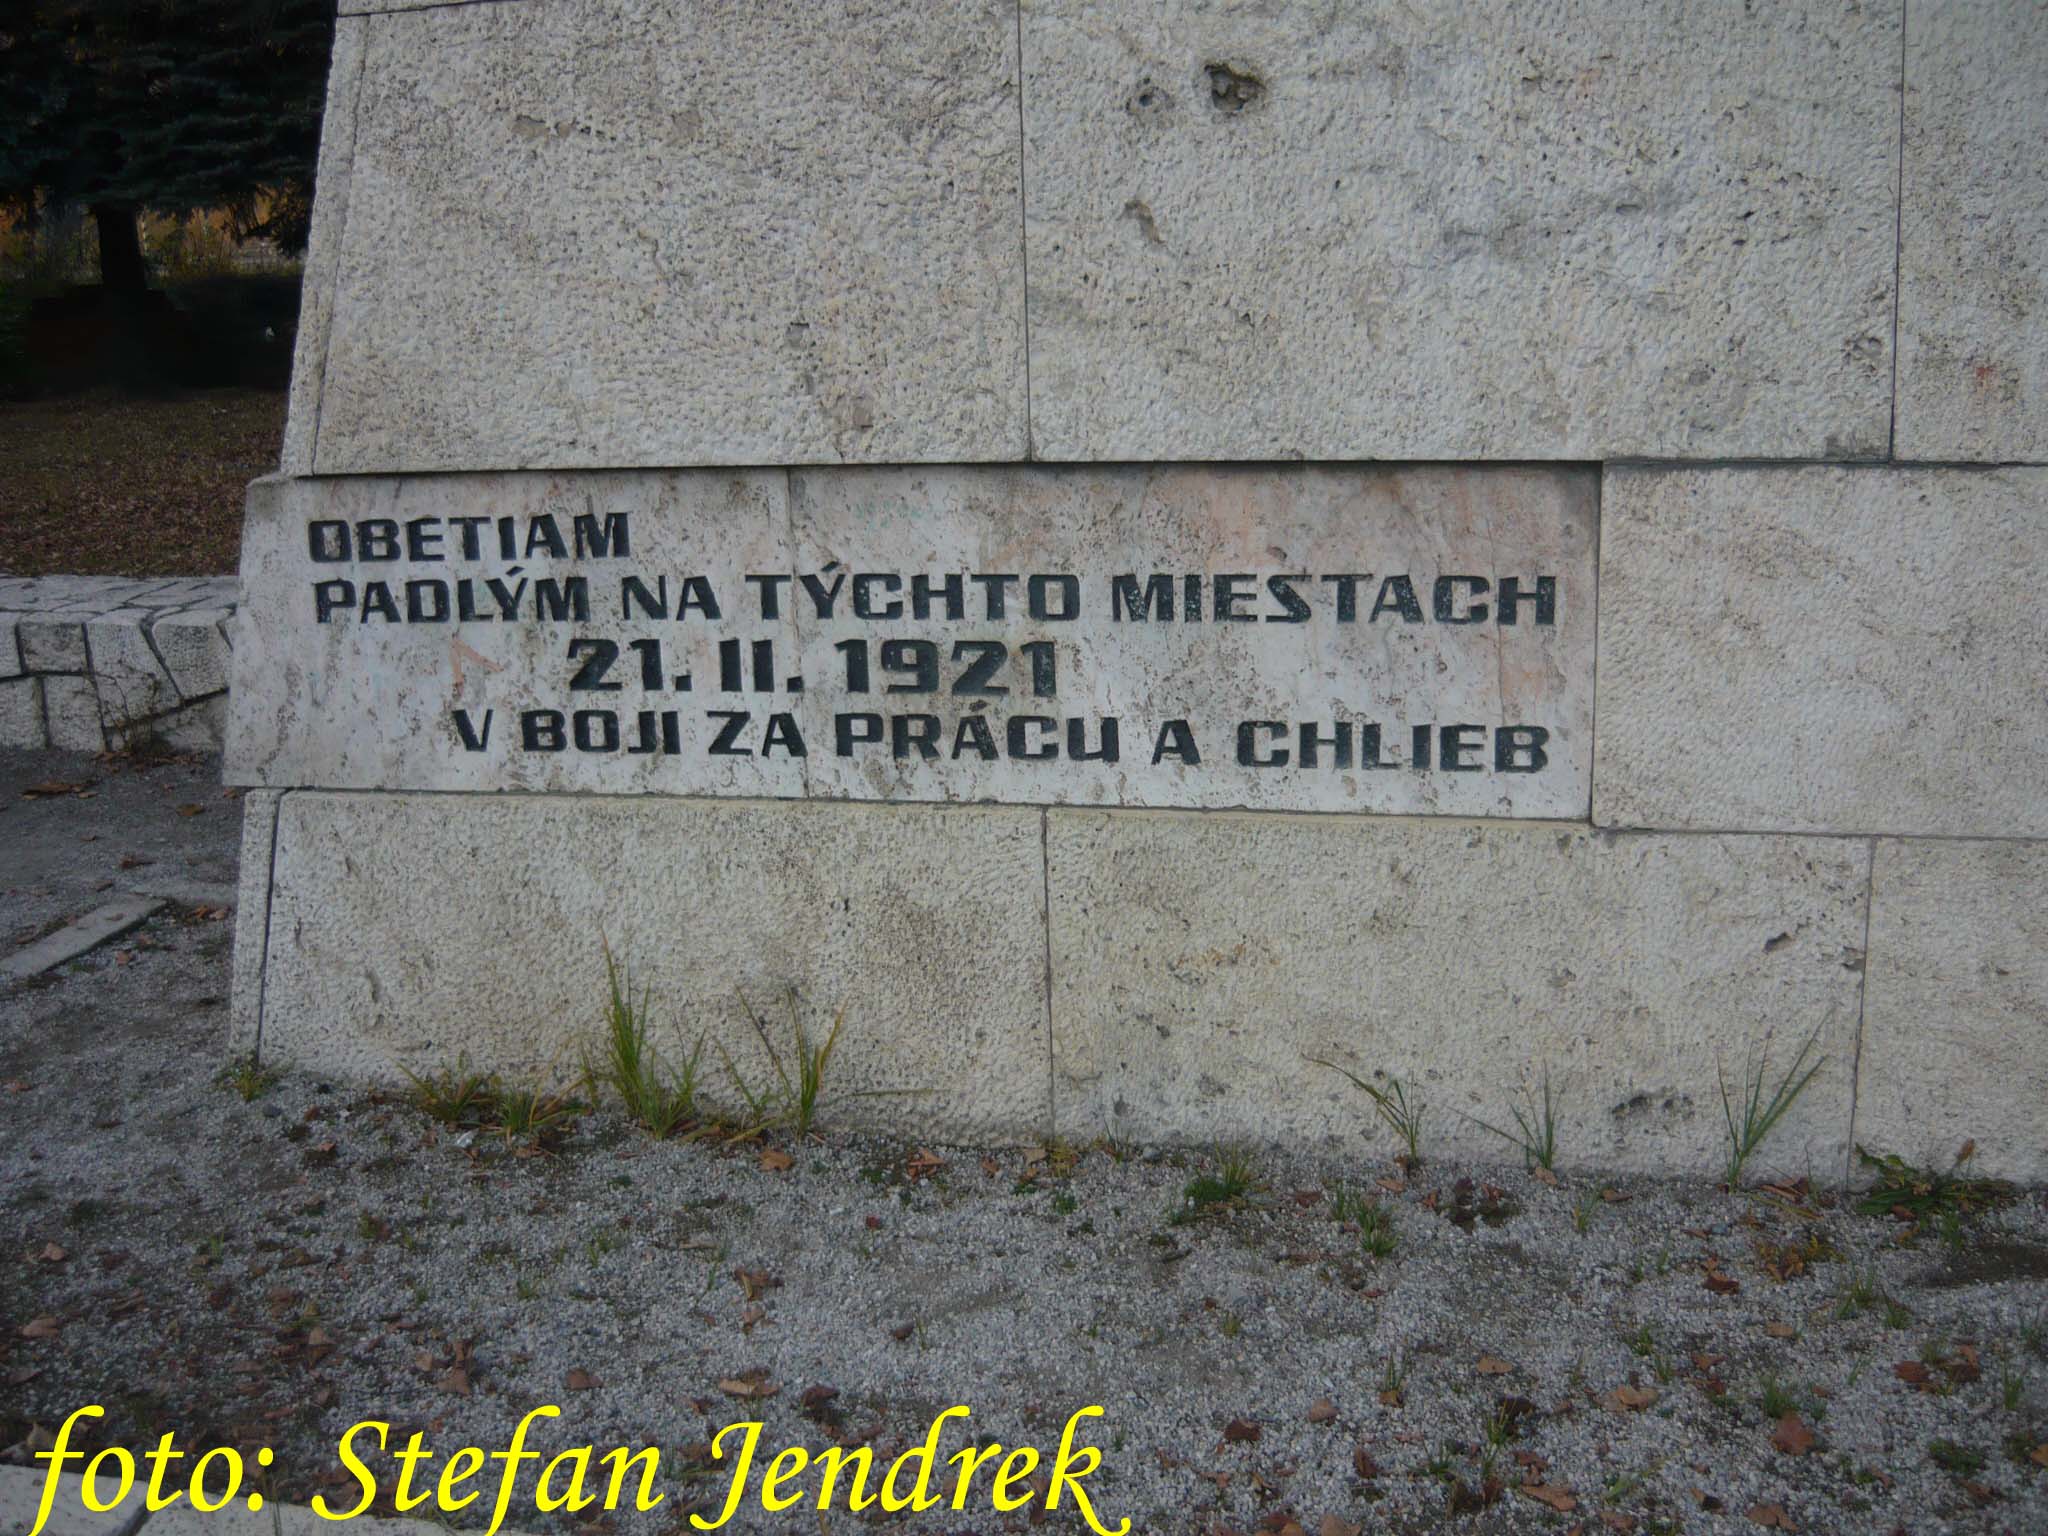 OBETIAM
PADLÝM NA TÝCHTO MIESTACH
21. II. 1921
V BOJI ZA PRÁCU A CHLIEB
foto: Stefan Jendrek